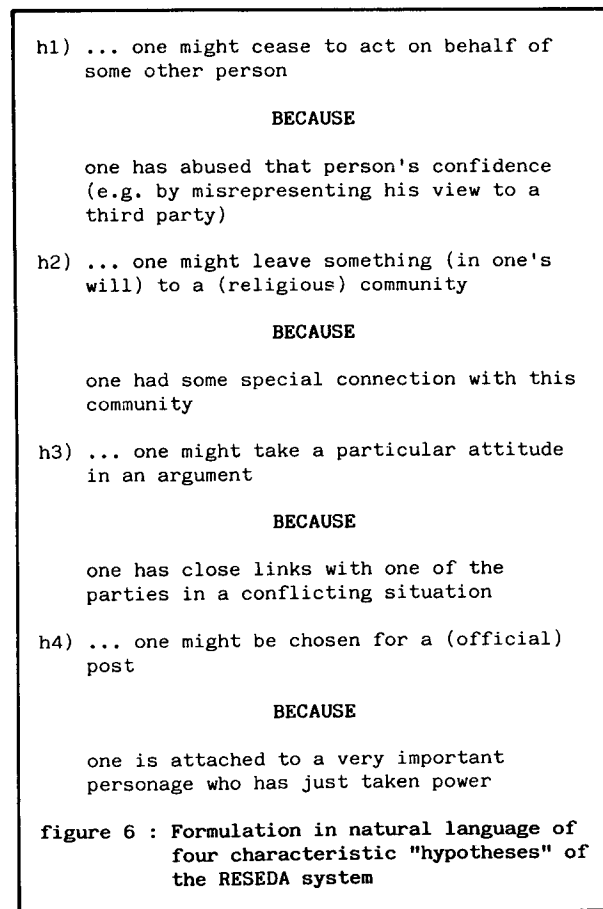 h1) ... one might cease to act on behalf of
some other person
BECAUSE
one has abused that person's confidence
(e.g. by misrepresenting his view to a
third party)
h2) ... one might leave something (in one's
will) to a (religious) community
BECAUSE
one had some special connection with this
community
h3) ... one might take a particular attitude
in an argument
BECAUSE
one has close links with one of the
parties in a conflicting situation
h4) ... one might be chosen for a (official)
post
BECAUSE
one is attached to a very important
personage who has just taken power
figure 6 : Formulation in natural language of
four characteristic "hypotheses" of
the RESEDA system